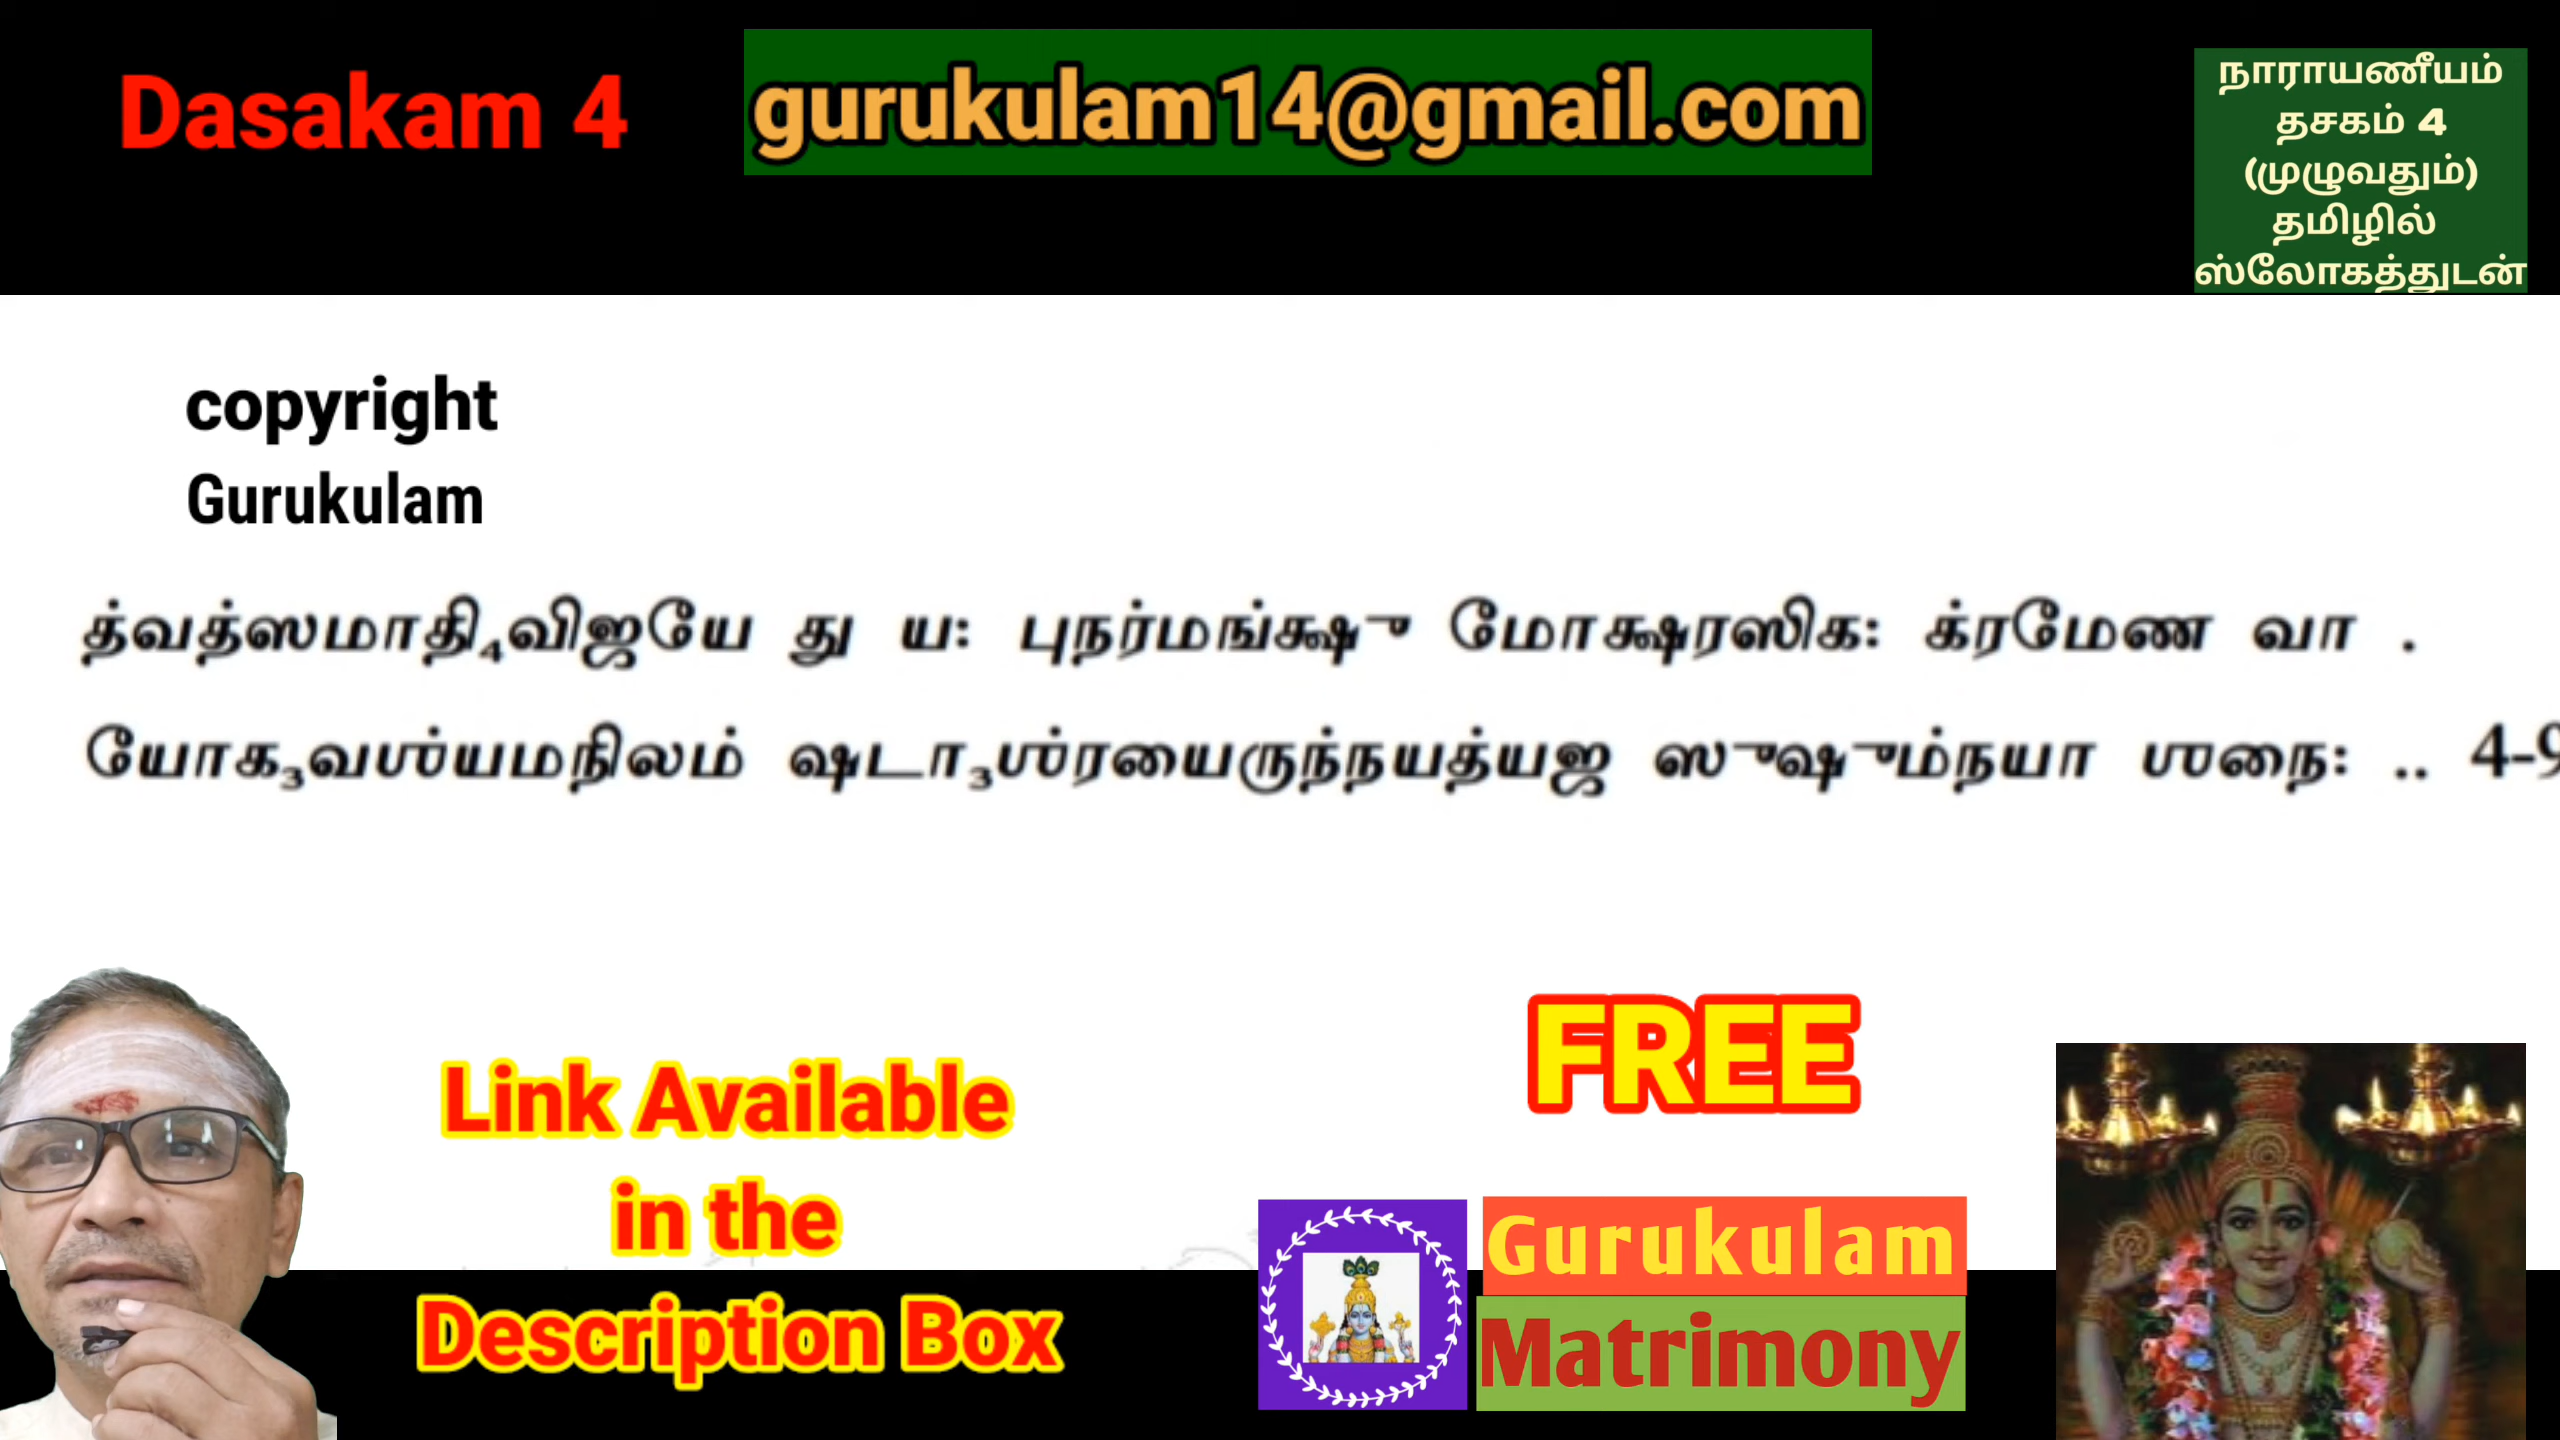 Dasakam 4
gurukulam14@gmail.com
நாராயணீயம்
தசகம் 4
(முழுவதும்)
தமிழில்
ஸ்லோகத்துடன்
copyright
Gurukulam
த்வத்ஸமாதி₄விஜயே து ய: புநர்மங்க்ஷு மோக்ஷரஸிக: க்ரமேண வா .
யோக₃வஶ்யமநிலம் ஷடா₃ஶ்ரயைருந்நயத்யஜ ஸுஷும்நயா ஶநை: .. 4-9
Link Available
in the
Description Box
FREE
Gurukulam
Matrimony